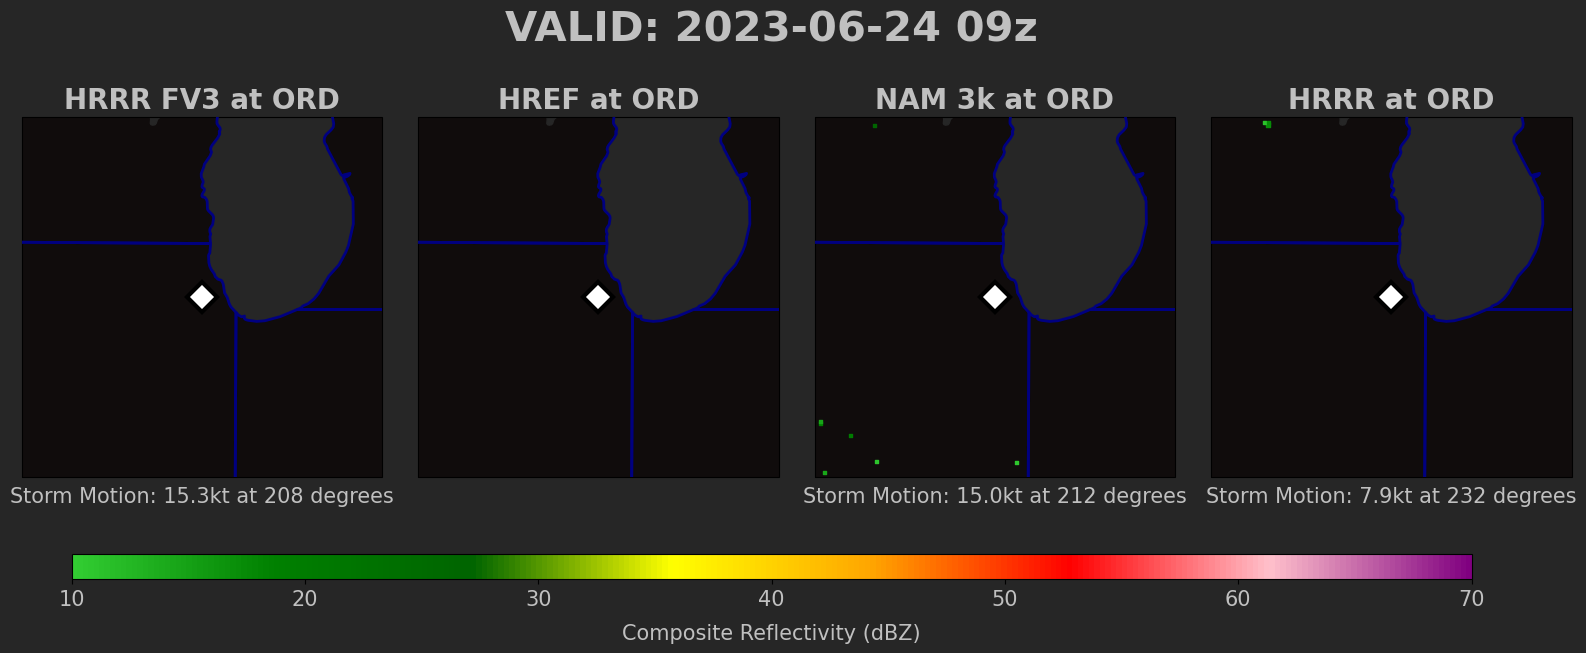 VALID: 2023-06-24 09z
HRRR FV3 at ORD
HREF at ORD
NAM 3k at ORD
HRRR at ORD
Storm Motion: 15.3kt at 208 degrees
Storm Motion: 15.0kt at 212 degrees
Storm Motion: 7.9kt at 232 degrees
10 20 30 40 50 60 70
Composite Reflectivity (dBZ)